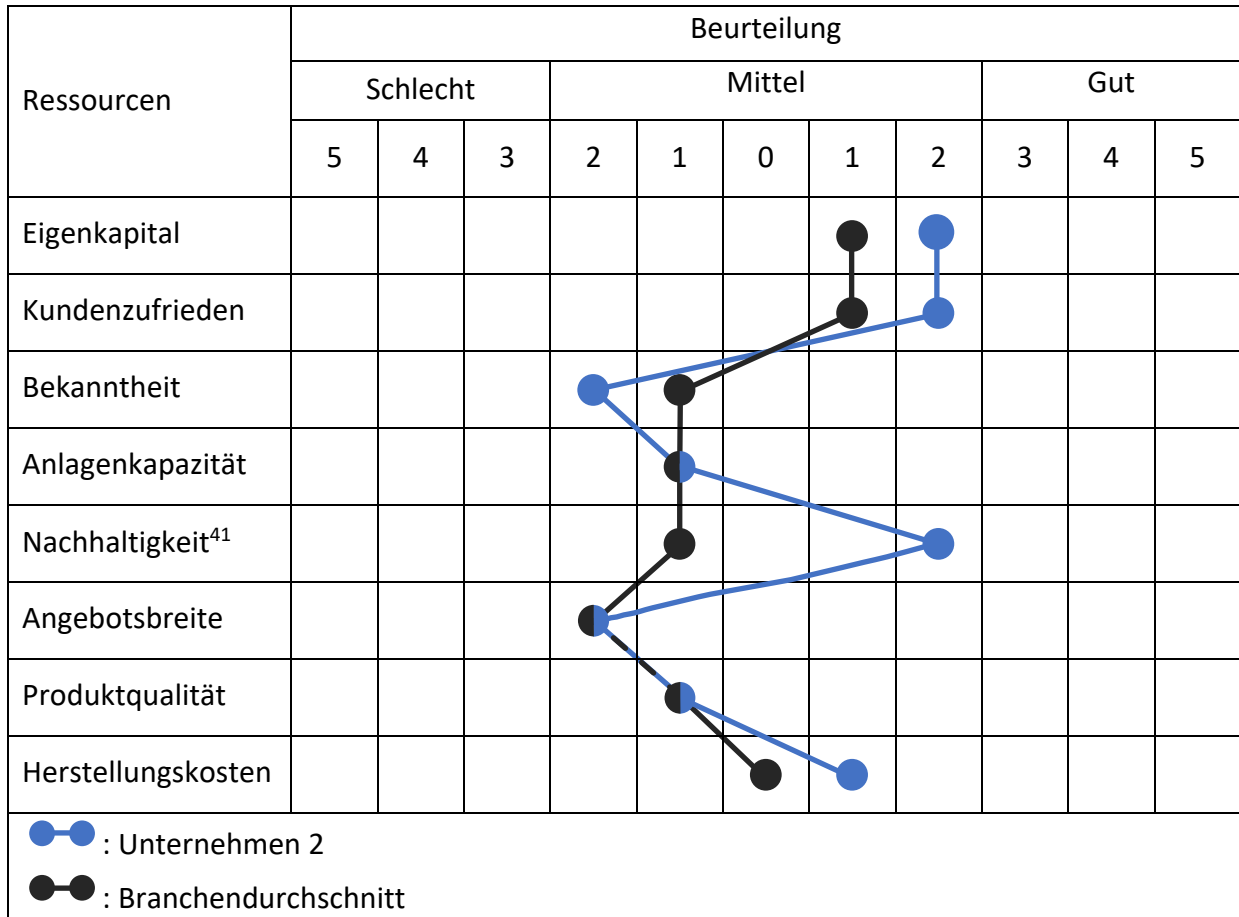 Ressourcen
Beurteilung
Schlecht Mittel Gut
5 4 3 2 1 0 1 2 3 4 5
Eigenkapital
Kundenzufrieden
Bekanntheit
Anlagenkapazität
Nachhaltigkeit⁴¹
Angebotsbreite
Produktqualität
Herstellungskosten
: Unternehmen 2
: Branchendurchschnitt